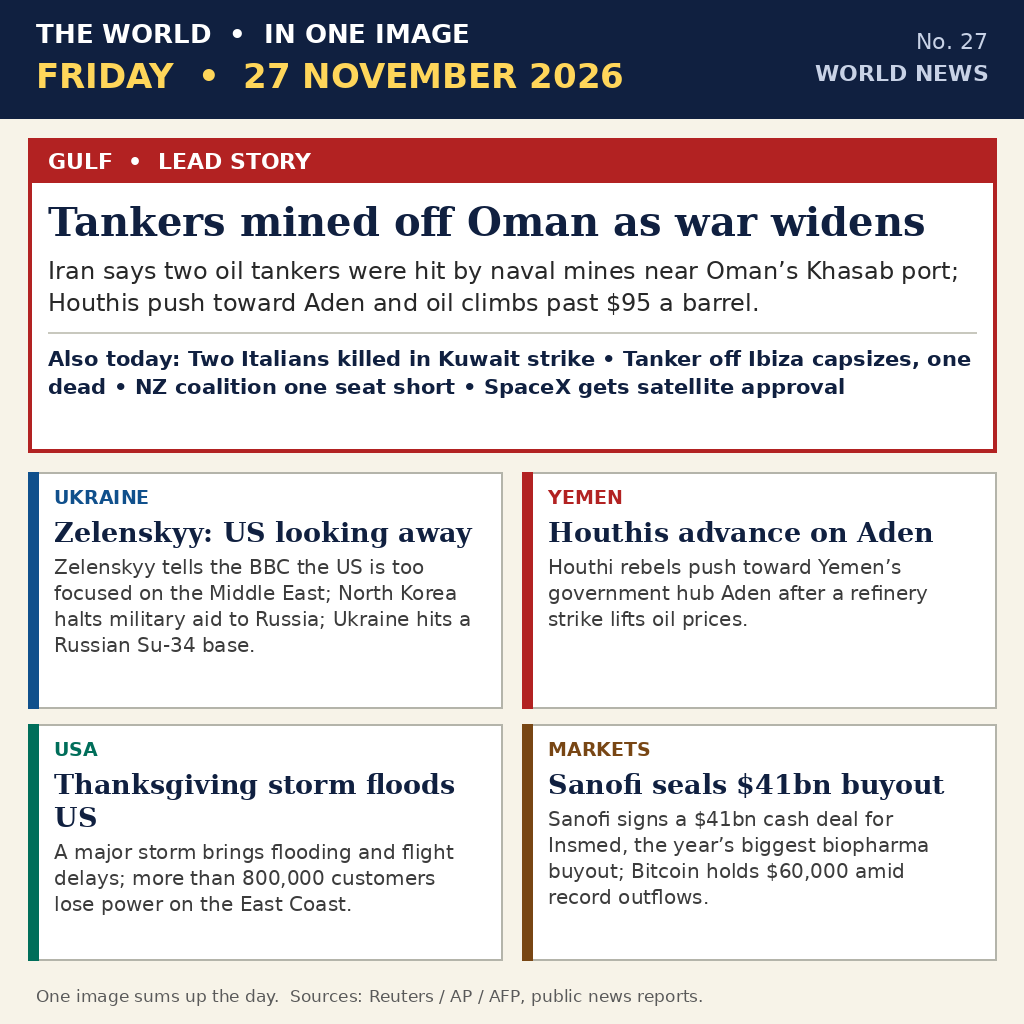 THE WORLD • IN ONE IMAGE
FRIDAY • 27 NOVEMBER 2026
No. 27
WORLD NEWS
GULF • LEAD STORY
Tankers mined off Oman as war widens
Iran says two oil tankers were hit by naval mines near Oman’s Khasab port;
Houthis push toward Aden and oil climbs past $95 a barrel.
Also today: Two Italians killed in Kuwait strike • Tanker off Ibiza capsizes, one
dead • NZ coalition one seat short • SpaceX gets satellite approval
UKRAINE
Zelenskyy: US looking away
Zelenskyy tells the BBC the US is too
focused on the Middle East; North Korea
halts military aid to Russia; Ukraine hits a
Russian Su-34 base.
YEMEN
Houthis advance on Aden
Houthi rebels push toward Yemen’s
government hub Aden after a refinery
strike lifts oil prices.
USA
Thanksgiving storm floods
US
A major storm brings flooding and flight
delays; more than 800,000 customers
lose power on the East Coast.
MARKETS
Sanofi seals $41bn buyout
Sanofi signs a $41bn cash deal for
Insmed, the year’s biggest biopharma
buyout; Bitcoin holds $60,000 amid
record outflows.
One image sums up the day. Sources: Reuters / AP / AFP, public news reports.